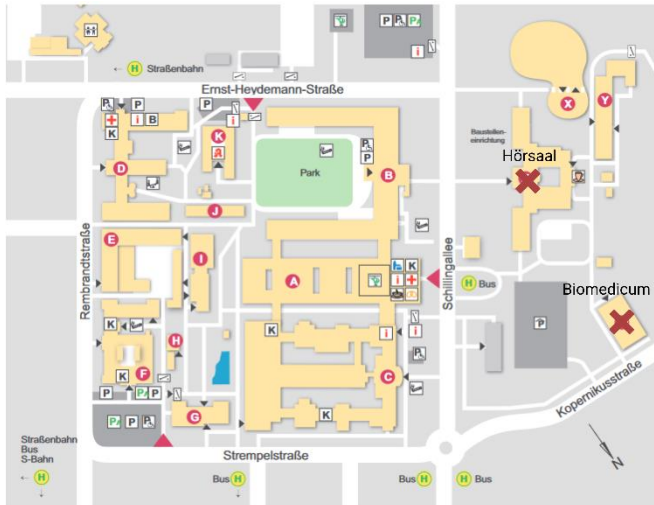 P
P
P
i
H
Straßenbahn
Ernst-Heydemann-Straße
P
P
P
i
B
K
i
K
D
J
Park
P
P
B
Baustellen-
einrichtung
X
Y
Hörsaal
E
I
A
K
i
Schillingallee
H
Bus
Biomedicum
Rembrandtstraße
K
K
i
P
H
F
K
C
P
P
P
P
P
P
G
K
Kopernikusstraße
N
Straßenbahn
Bus
S-Bahn
H
Strempelstraße
Bus
H
Bus
H
H
Bus